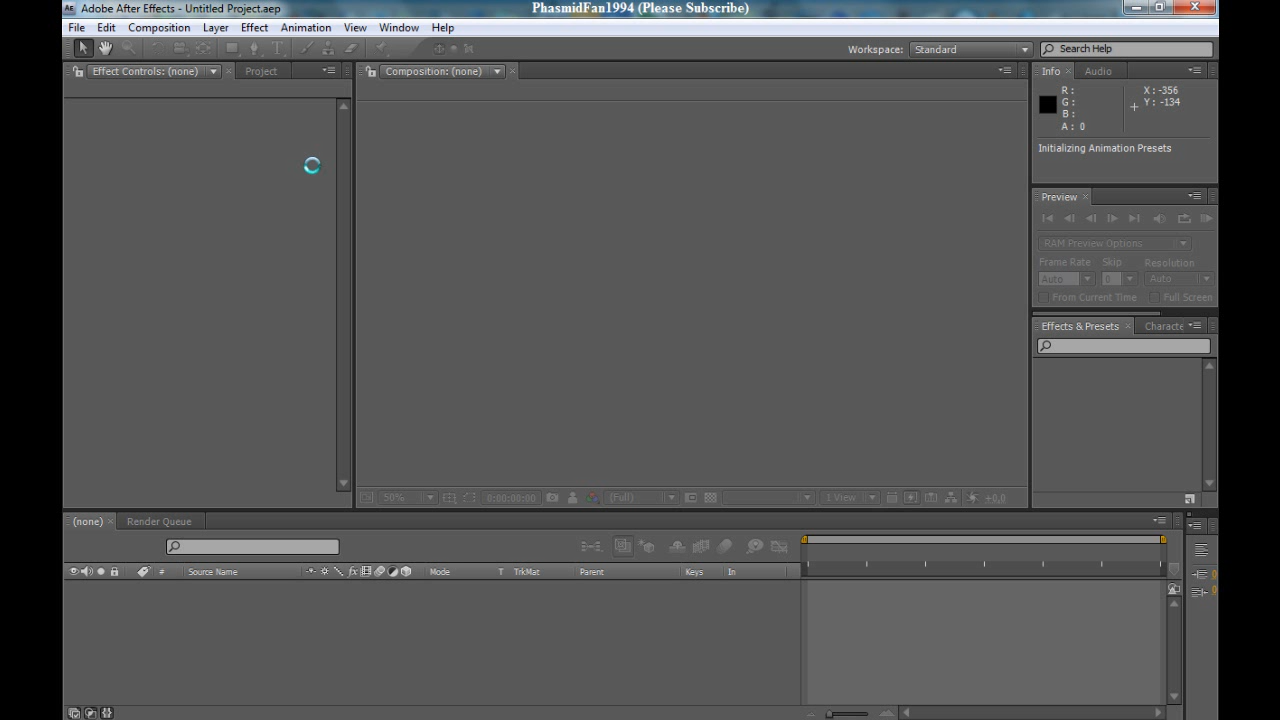 Adobe After Effects - Untitled Project.aep
PhasmidFan1994 (Please Subscribe)
File Edit Composition Layer Effect Animation View Window Help
Workspace: Standard Search Help
Effect Controls: (none) Project
Composition: (none)
Info Audio
R :
G :
B :
A : 0
X : -356
Y : -134
Initializing Animation Presets
Preview
RAM Preview Options
Frame Rate Skip Resolution
Auto 0 Auto
From Current Time Full Screen
Effects & Presets Characte
50% 0:00:00:00 (Full) 1 View +0,0
(none) Render Queue
# Source Name fx Mode T TrkMat Parent Keys In
0
0